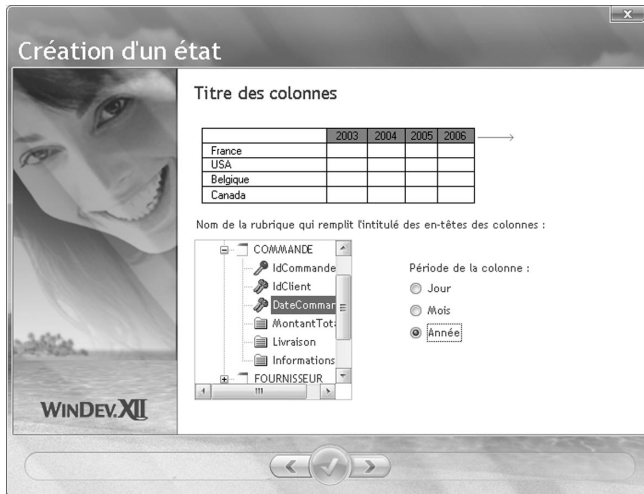 Création d'un état
Titre des colonnes
2003 2004 2005 2006
France
USA
Belgique
Canada
Nom de la rubrique qui remplit l'intitulé des en-têtes des colonnes :
COMMANDE
IdCommande
IdClient
DateComman
MontantTot
Livraison
Informations
FOURNISSEUR
Période de la colonne :
Jour
Mois
Année
WINDEV.XII